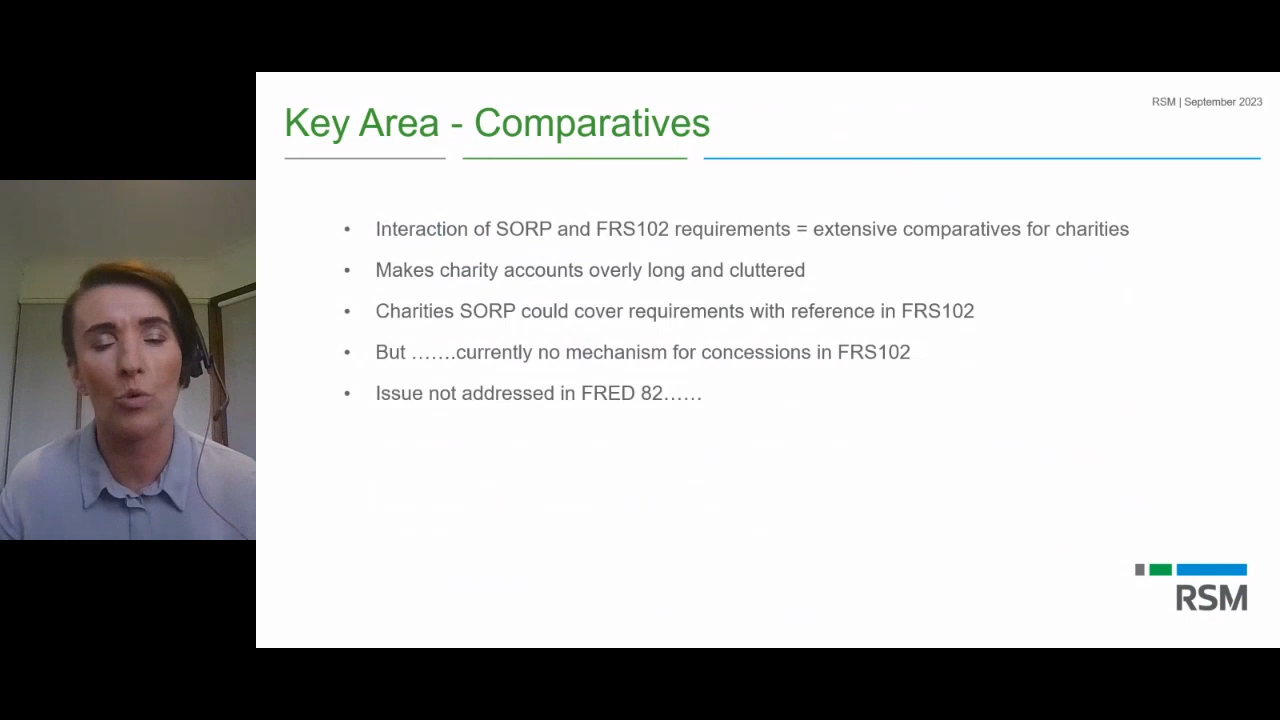 RSM | September 2023
Key Area - Comparatives
• Interaction of SORP and FRS102 requirements = extensive comparatives for charities
• Makes charity accounts overly long and cluttered
• Charities SORP could cover requirements with reference in FRS102
• But …….currently no mechanism for concessions in FRS102
• Issue not addressed in FRED 82……
RSM